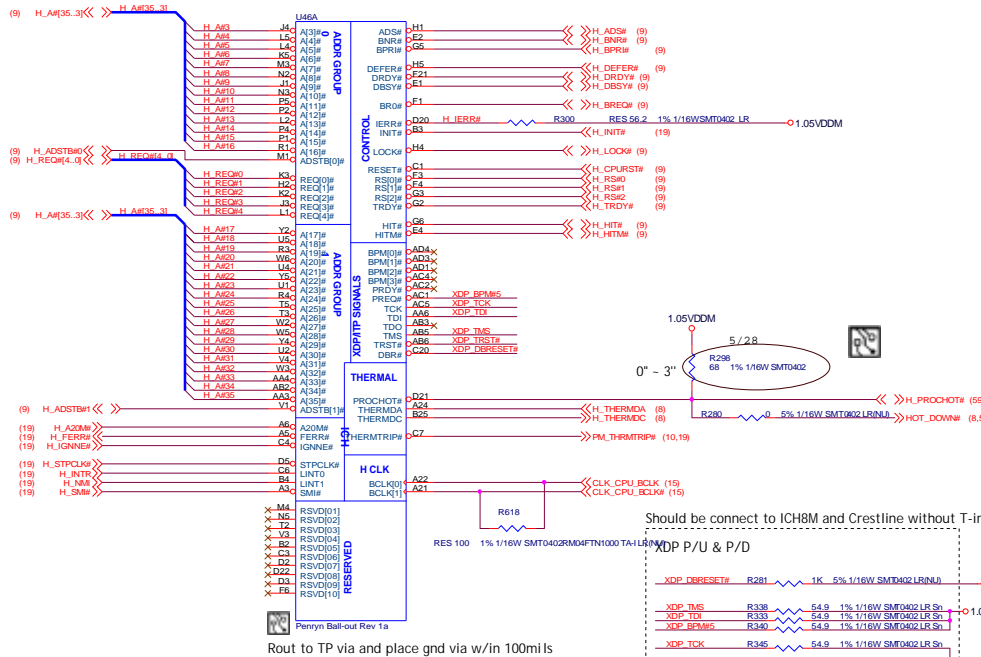 (9) H_A#[35..3] H_A#[35..3]
U46A
H_A#3 J4 A[3]#
H_A#4 L5 A[4]#
H_A#5 L4 A[5]#
H_A#6 K5 A[6]#
H_A#7 M3 A[7]#
H_A#8 N2 A[8]#
H_A#9 J1 A[9]#
H_A#10 N3 A[10]#
H_A#11 P5 A[11]#
H_A#12 P2 A[12]#
H_A#13 L2 A[13]#
H_A#14 P4 A[14]#
H_A#15 P1 A[15]#
H_A#16 R1 A[16]#
(9) H_ADSTB#0 M1 ADSTB[0]#
(9) H_REQ#[4..0] H_REQ#[4..0]
H_REQ#0 K3 REQ[0]#
H_REQ#1 H2 REQ[1]#
H_REQ#2 K2 REQ[2]#
H_REQ#3 J3 REQ[3]#
H_REQ#4 L1 REQ[4]#
(9) H_A#[35..3] H_A#[35..3]
H_A#17 Y2 A[17]#
H_A#18 U5 A[18]#
H_A#19 R3 A[19]#
H_A#20 W6 A[20]#
H_A#21 U4 A[21]#
H_A#22 Y5 A[22]#
H_A#23 U1 A[23]#
H_A#24 R4 A[24]#
H_A#25 T5 A[25]#
H_A#26 T3 A[26]#
H_A#27 W2 A[27]#
H_A#28 W5 A[28]#
H_A#29 Y4 A[29]#
H_A#30 U2 A[30]#
H_A#31 V4 A[31]#
H_A#32 W3 A[32]#
H_A#33 AA4 A[33]#
H_A#34 AB2 A[34]#
H_A#35 AA3 A[35]#
(9) H_ADSTB#1 V1 ADSTB[1]#
(19) H_A20M# A6 A20M#
(19) H_FERR# A5 FERR#
(19) H_IGNNE# C4 IGNNE#
(19) H_STPCLK# D5 STPCLK#
(19) H_INTR C6 LINT0
(19) H_NMI B4 LINT1
(19) H_SMI# A3 SMI#
M4 RSVD[01]
N5 RSVD[02]
T2 RSVD[03]
V3 RSVD[04]
B2 RSVD[05]
C3 RSVD[06]
D2 RSVD[07]
D22 RSVD[08]
D3 RSVD[09]
F6 RSVD[10]
ADDR GROUP 0
ADDR GROUP 1
ICH
RESERVED
CONTROL
XDP/ITP SIGNALS
THERMAL
H CLK
ADS# H1 H_ADS# (9)
BNR# E2 H_BNR# (9)
BPRI# G5 H_BPRI# (9)
DEFER# H5 H_DEFER# (9)
DRDY# F21 H_DRDY# (9)
DBSY# E1 H_DBSY# (9)
BR0# F1 H_BREQ# (9)
IERR# D20 H_IERR# R300 RES 56.2 1% 1/16WSMT0402 LR 1.05VDDM
INIT# B3 H_INIT# (19)
LOCK# H4 H_LOCK# (9)
RESET# C1 H_CPURST# (9)
RS[0]# F3 H_RS#0 (9)
RS[1]# F4 H_RS#1 (9)
RS[2]# G3 H_RS#2 (9)
TRDY# G2 H_TRDY# (9)
HIT# G6 H_HIT# (9)
HITM# E4 H_HITM# (9)
BPM[0]# AD4
BPM[1]# AD3
BPM[2]# AD1
BPM[3]# AC4
PRDY# AC2
PREQ# AC1 XDP_BPM#5
TCK AC5 XDP_TCK
TDI AA6 XDP_TDI
TDO AB3
TMS AB5 XDP_TMS
TRST# AB6 XDP_TRST#
DBR# C20 XDP_DBRESET#
PROCHOT# D21
THERMDA A24 H_THERMDA (8)
THERMDC B25 H_THERMDC (8)
THERMTRIP# C7 PM_THRMTRIP# (10,19)
BCLK[0] A22 CLK_CPU_BCLK (15)
BCLK[1] A21 CLK_CPU_BCLK# (15)
R618
RES 100 1% 1/16W SMT0402RM04FTN1000 TA-I LR(NU)
1.05VDDM
5/28
R298
68 1% 1/16W SMT0402
0" ~ 3"
H_PROCHOT# (59
R280 0 5% 1/16W SMT0402 LR(NU) HOT_DOWN# (8,5
Should be connect to ICH8M and Crestline without T-in
XDP P/U & P/D
XDP_DBRESET# R281 1K 5% 1/16W SMT0402 LR(NU)
XDP_TMS R338 54.9 1% 1/16W SMT0402 LR Sn 1.0
XDP_TDI R333 54.9 1% 1/16W SMT0402 LR Sn
XDP_BPM#5 R340 54.9 1% 1/16W SMT0402 LR Sn
XDP_TCK R345 54.9 1% 1/16W SMT0402 LR Sn
Penryn Ball-out Rev 1a
Rout to TP via and place gnd via w/in 100mils